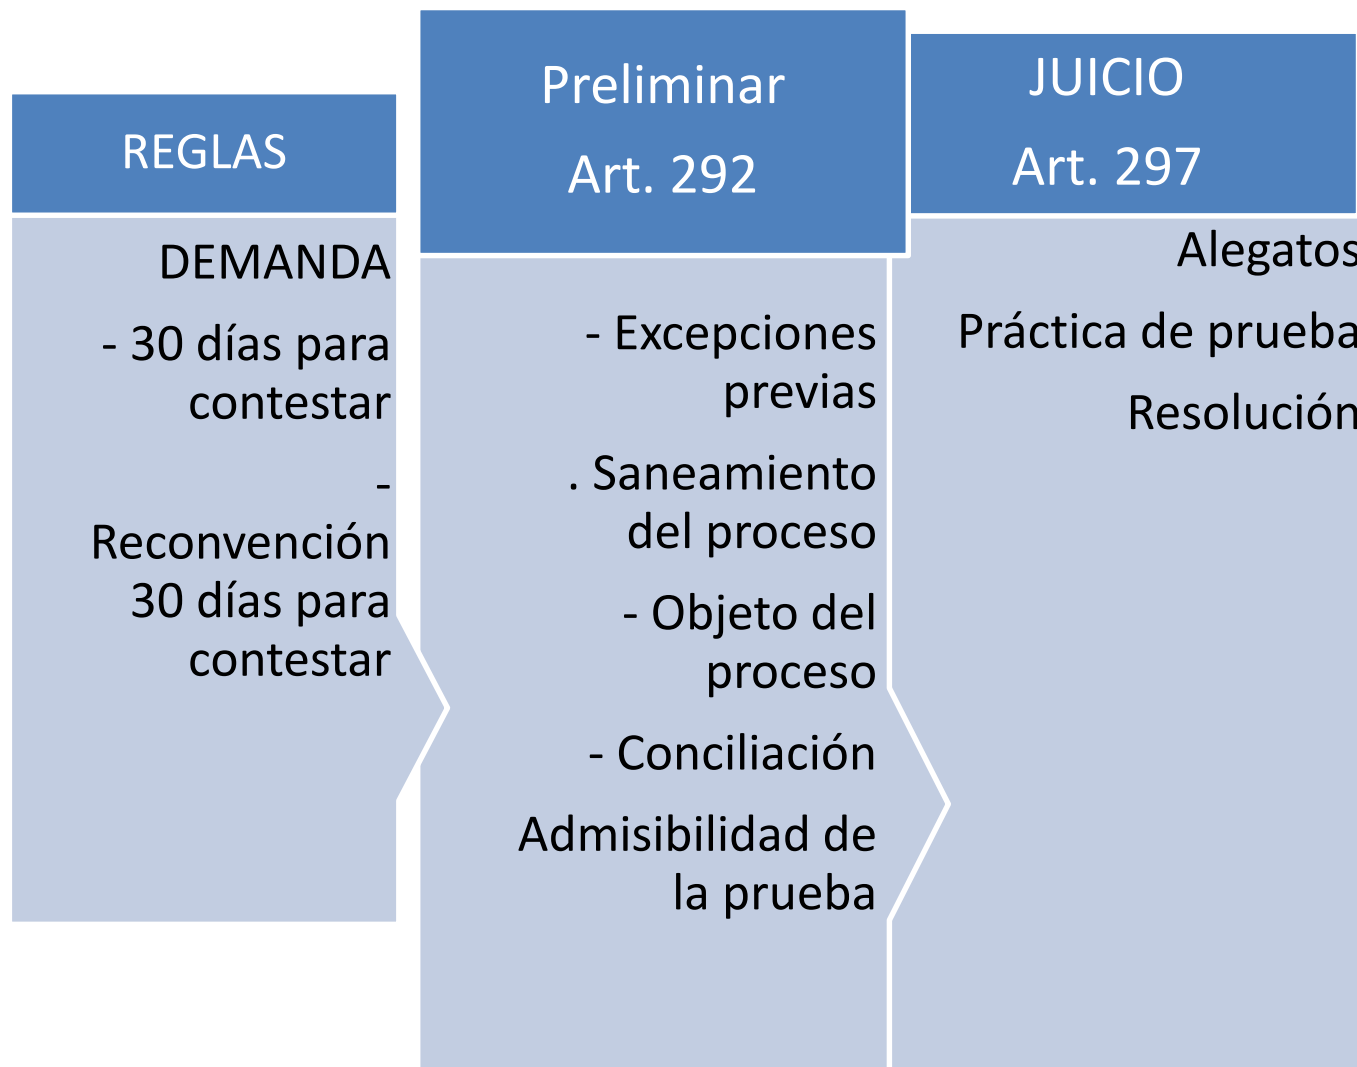 REGLAS
DEMANDA
- 30 días para
contestar
-
Reconvención
30 días para
contestar
Preliminar
Art. 292
- Excepciones
previas
. Saneamiento
del proceso
- Objeto del
proceso
- Conciliación
Admisibilidad de
la prueba
JUICIO
Art. 297
Alegatos
Práctica de prueba
Resolución